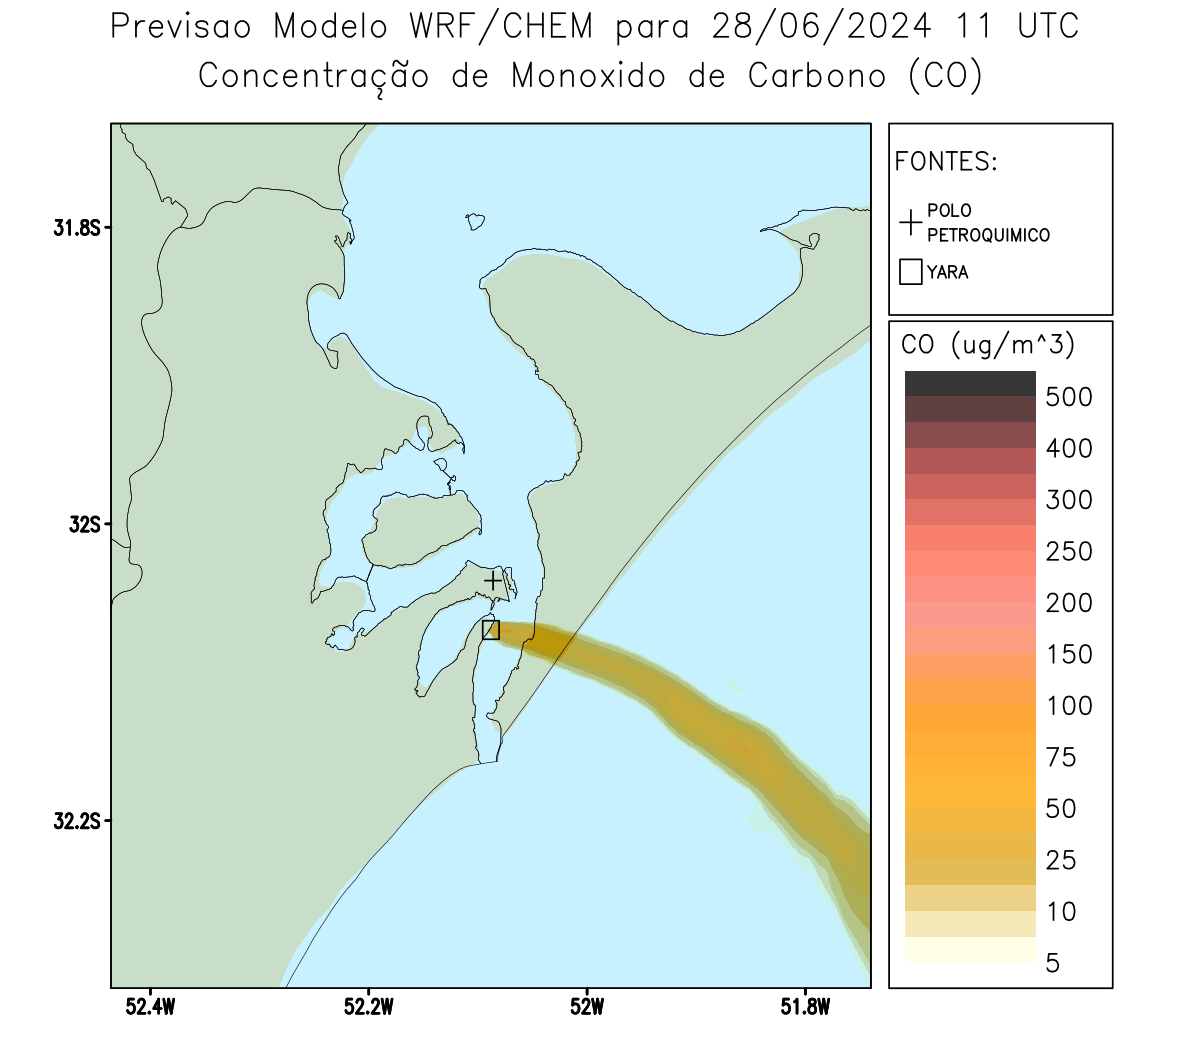 Previsao Modelo WRF/CHEM para 28/06/2024 11 UTC
Concentração de Monoxido de Carbono (CO)
FONTES:
POLO
PETROQUIMICO
YARA
CO (ug/m^3)
500
400
300
250
200
150
100
75
50
25
10
5
31.8S
32S
32.2S
52.4W
52.2W
52W
51.8W